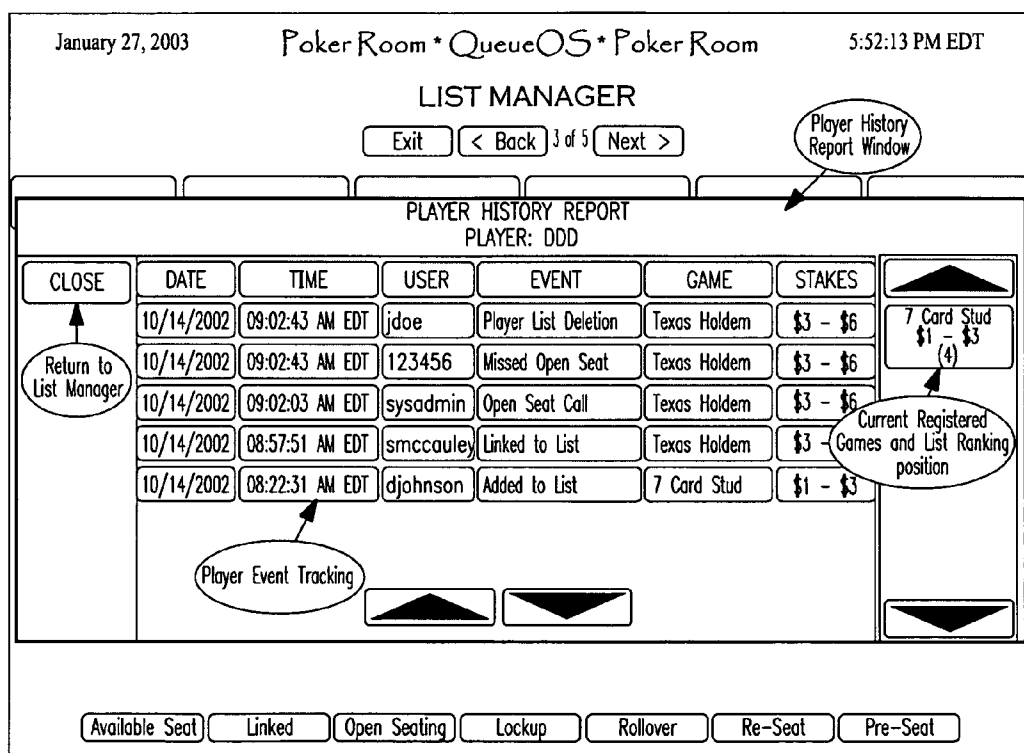 January 27, 2003 Poker Room * QueueOS * Poker Room 5:52:13 PM EDT
LIST MANAGER
Exit < Back 3 of 5 Next >
Player History
Report Window
PLAYER HISTORY REPORT
PLAYER: DDD
CLOSE DATE TIME USER EVENT GAME STAKES
10/14/2002 09:02:43 AM EDT jdoe Player List Deletion Texas Holdem $3 - $6
10/14/2002 09:02:43 AM EDT 123456 Missed Open Seat Texas Holdem $3 - $6
10/14/2002 09:02:03 AM EDT sysadmin Open Seat Call Texas Holdem $3 - $6
10/14/2002 08:57:51 AM EDT smccauley Linked to List Texas Holdem $3 -
10/14/2002 08:22:31 AM EDT djohnson Added to List 7 Card Stud $1 - $3
7 Card Stud
$1 - $3
(4)
Return to
List Manager
Current Registered
Games and List Ranking
position
Player Event Tracking
Available Seat Linked Open Seating Lockup Rollover Re-Seat Pre-Seat